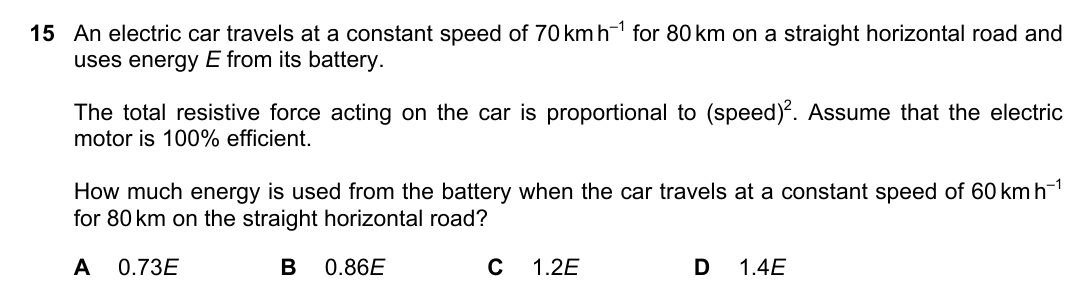 15 An electric car travels at a constant speed of 70 km h⁻¹ for 80 km on a straight horizontal road and
uses energy E from its battery.
The total resistive force acting on the car is proportional to (speed)². Assume that the electric
motor is 100% efficient.
How much energy is used from the battery when the car travels at a constant speed of 60 km h⁻¹
for 80 km on the straight horizontal road?
A 0.73E B 0.86E C 1.2E D 1.4E